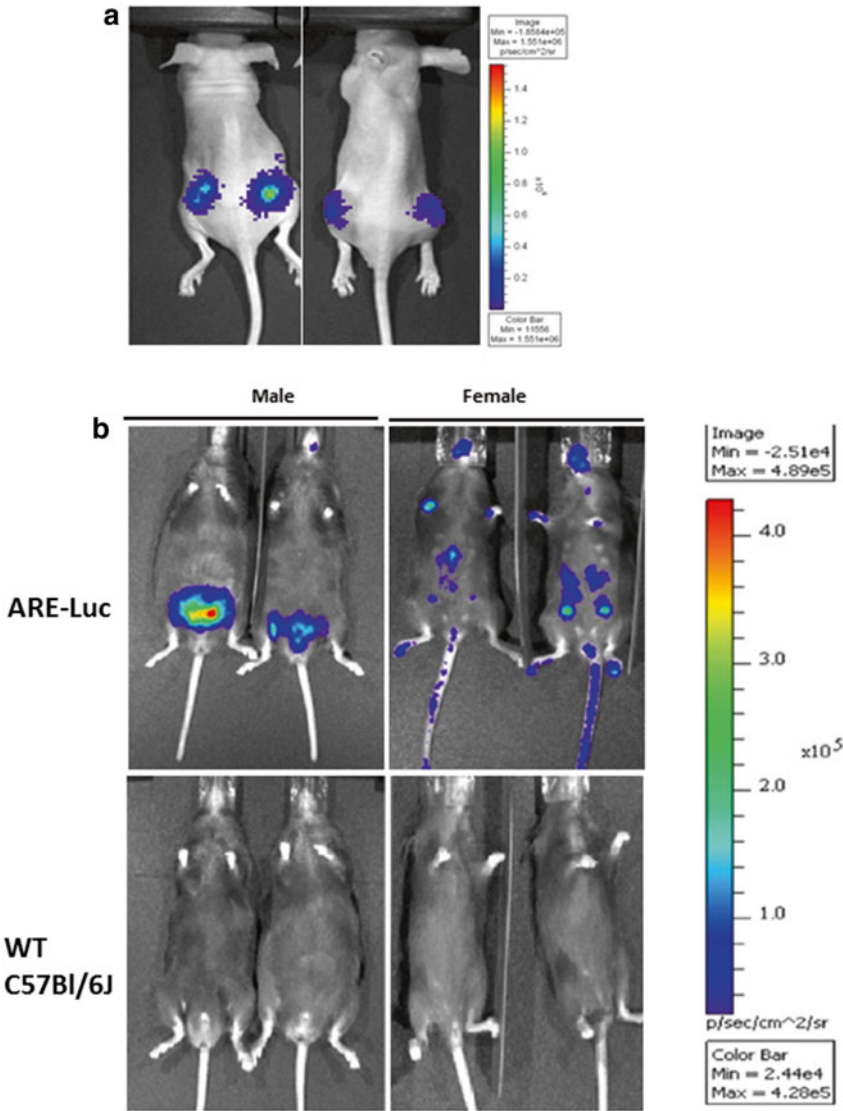 a
Image
Min = -1.8584e+05
Max = 1.551e+06
p/sec/cm^2/sr
1.4
1.2
1.0
0.8
0.6
0.4
0.2
Color Bar
Min = 11556
Max = 1.551e+06
b
Male
Female
ARE-Luc
WT
C57Bl/6J
Image
Min = -2.51e4
Max = 4.89e5
4.0
3.0
x10^5
2.0
1.0
p/sec/cm^2/sr
Color Bar
Min = 2.44e4
Max = 4.28e5